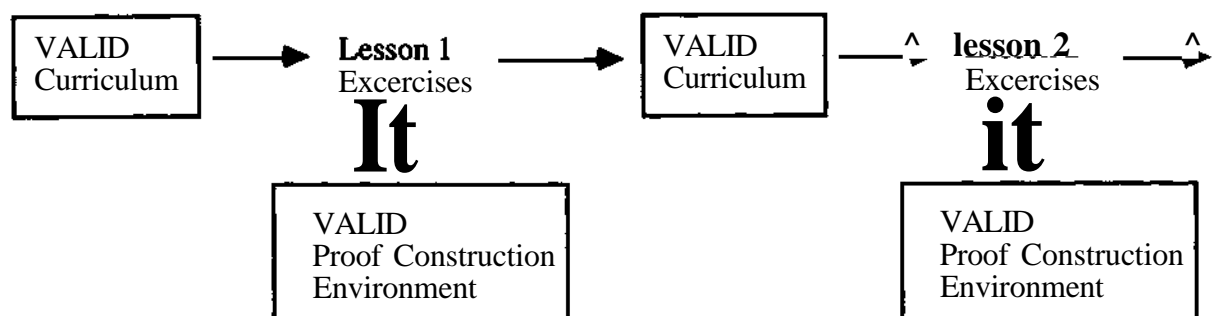 VALID
Curriculum
Lesson 1
Excercises
It
VALID
Proof Construction
Environment
VALID
Curriculum
^
lesson 2
Excercises
^
it
VALID
Proof Construction
Environment